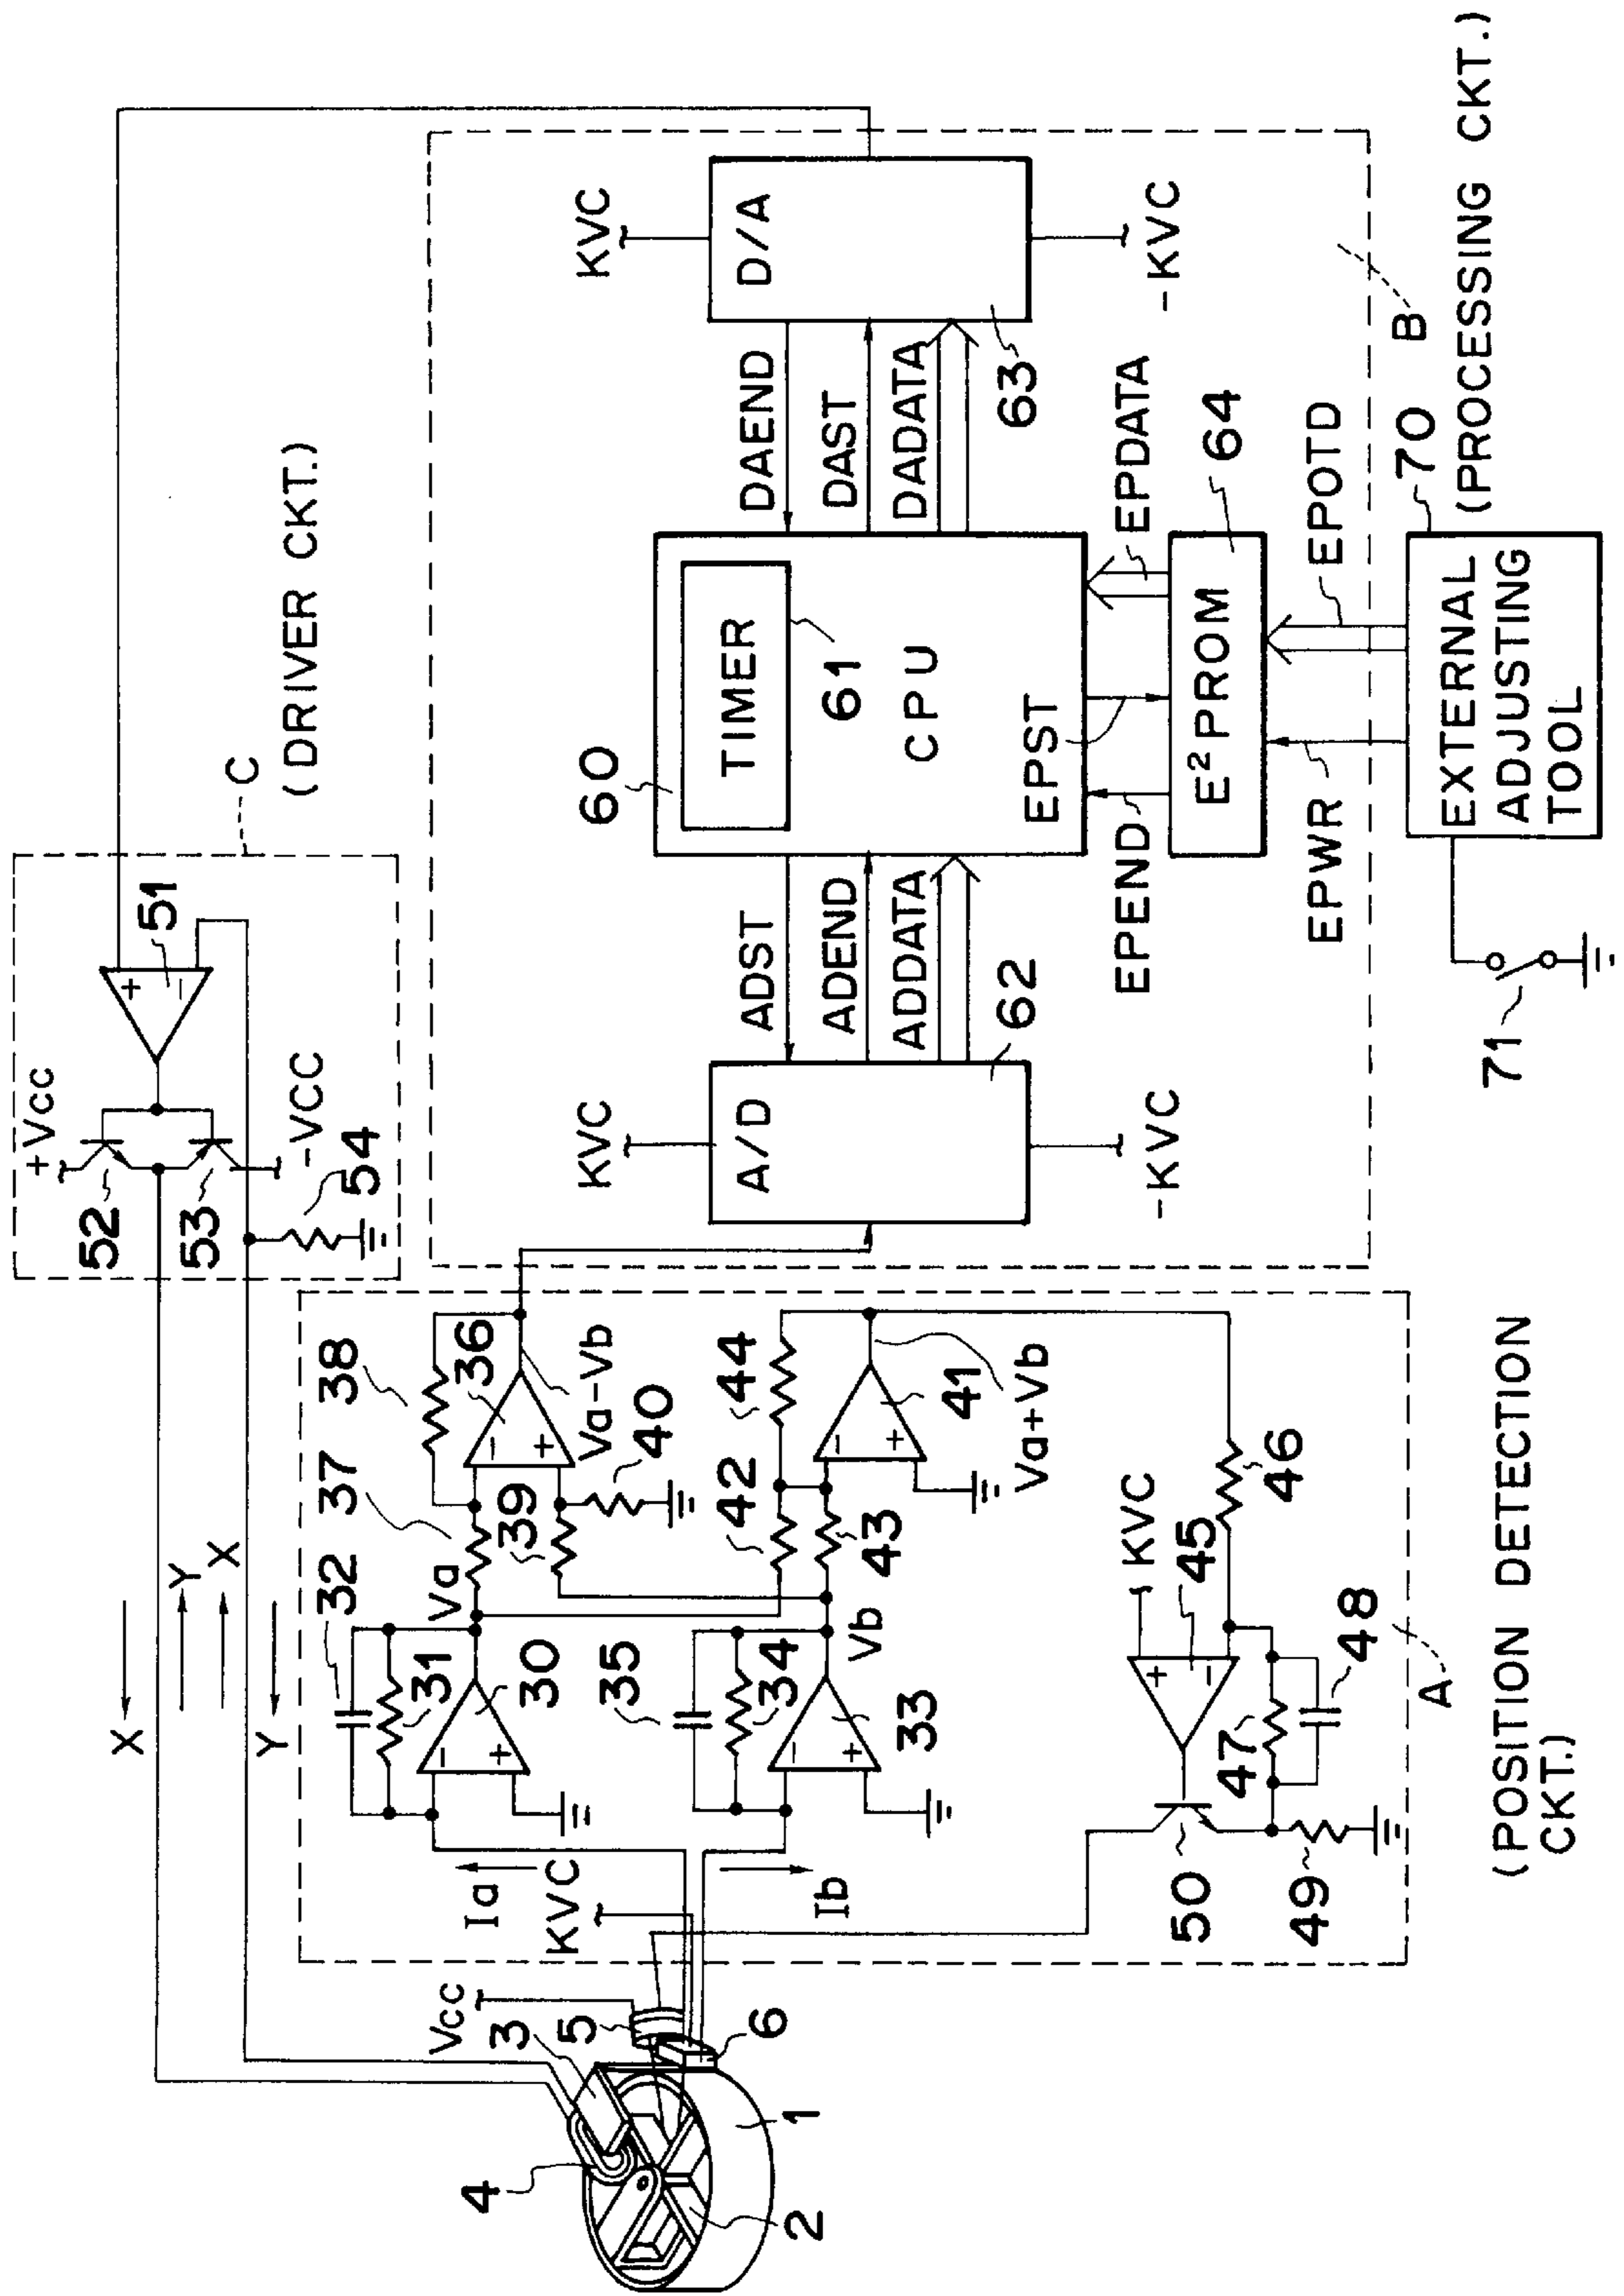 +Vcc
52
53
-VCC
54
51
+
-
C
(DRIVER CKT.)
X
Y
X
Y
Vcc
3
4
5
6
1
2
Ia
KVC
Ib
32
31
30
-
+
Va
37
38
36
-
+
Va-Vb
39
40
35
34
33
-
+
Vb
42
43
44
41
-
+
Va+Vb
KVC
45
+
-
46
47
48
49
50
A
(POSITION DETECTION
CKT.)
KVC
A/D
62
-KVC
ADST
ADEND
ADDATA
60
TIMER
61
CPU
EPST
DAEND
DAST
DADATA
KVC
D/A
63
-KVC
EPEND
EPDATA
E² PROM
64
EPWR
EPOTD
B
(PROCESSING CKT.)
70
EXTERNAL
ADJUSTING
TOOL
71